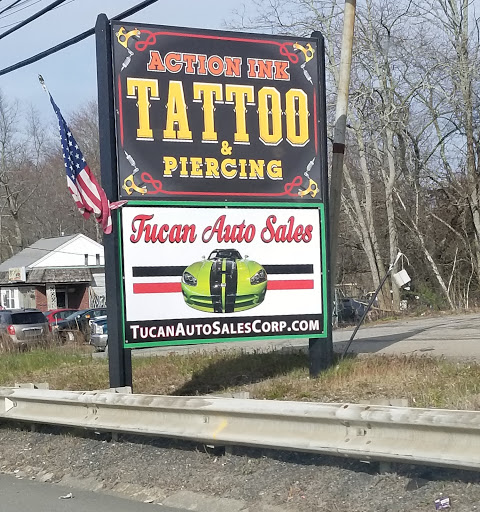 ACTION INK
TATTOO
&
PIERCING
Tucan Auto Sales
TUCANAUTOSALESCORP.COM